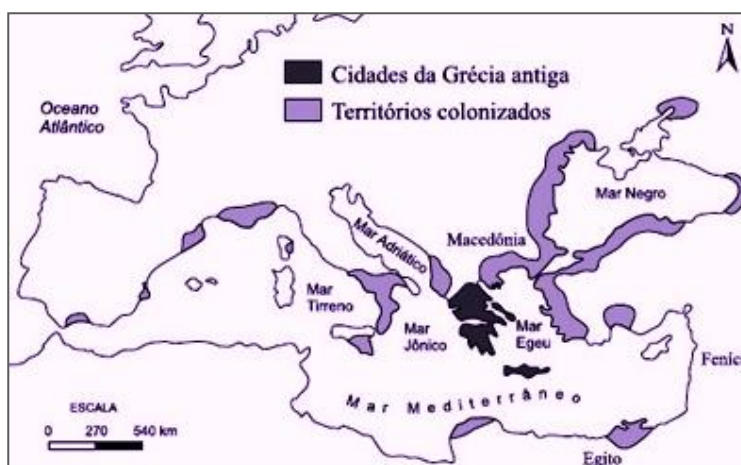 N
Cidades da Grécia antiga
Territórios colonizados
Oceano
Atlântico
Mar Negro
Mar Adriático
Macedônia
Mar
Tirreno
Mar
Jônico
Mar
Egeu
Feníc
ESCALA
0 270 540 km
Mar Mediterrâneo
Egito